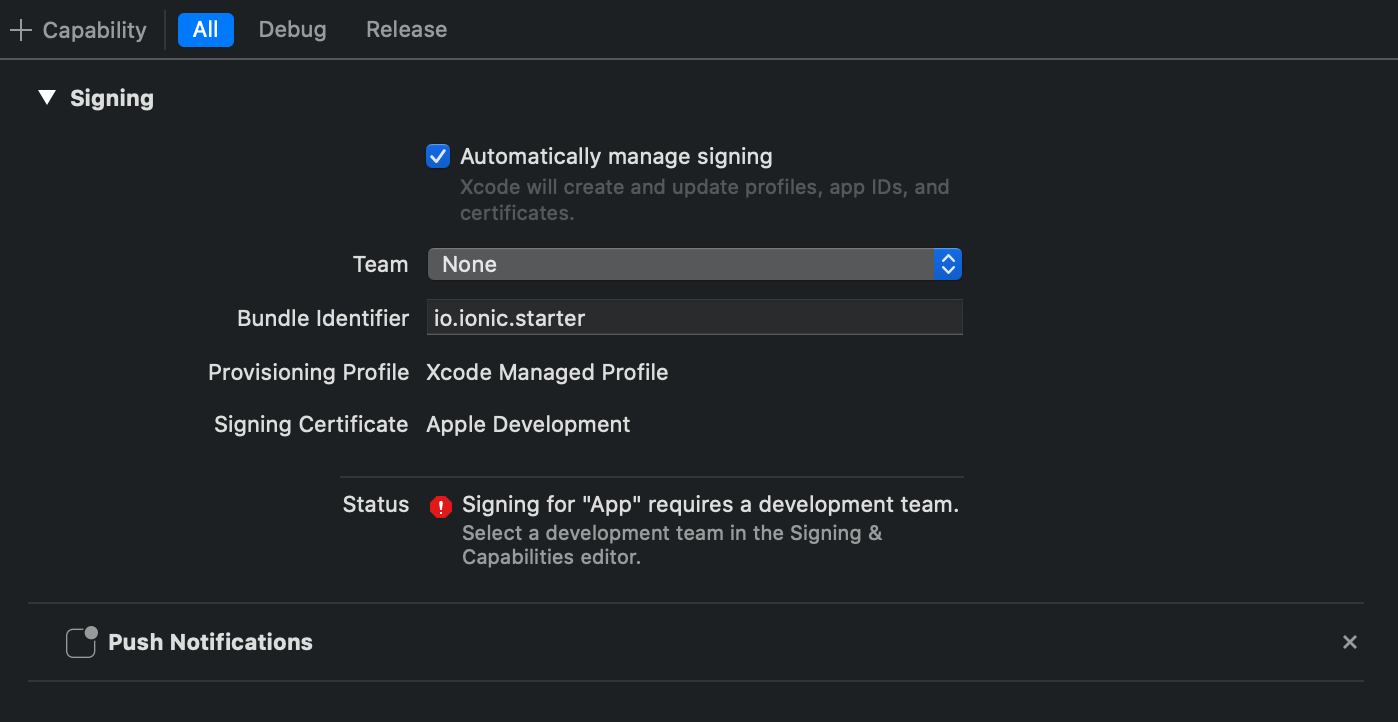 Capability All Debug Release
Signing
Automatically manage signing
Xcode will create and update profiles, app IDs, and
certificates.
Team None
Bundle Identifier io.ionic.starter
Provisioning Profile Xcode Managed Profile
Signing Certificate Apple Development
Status Signing for "App" requires a development team.
Select a development team in the Signing &
Capabilities editor.
Push Notifications